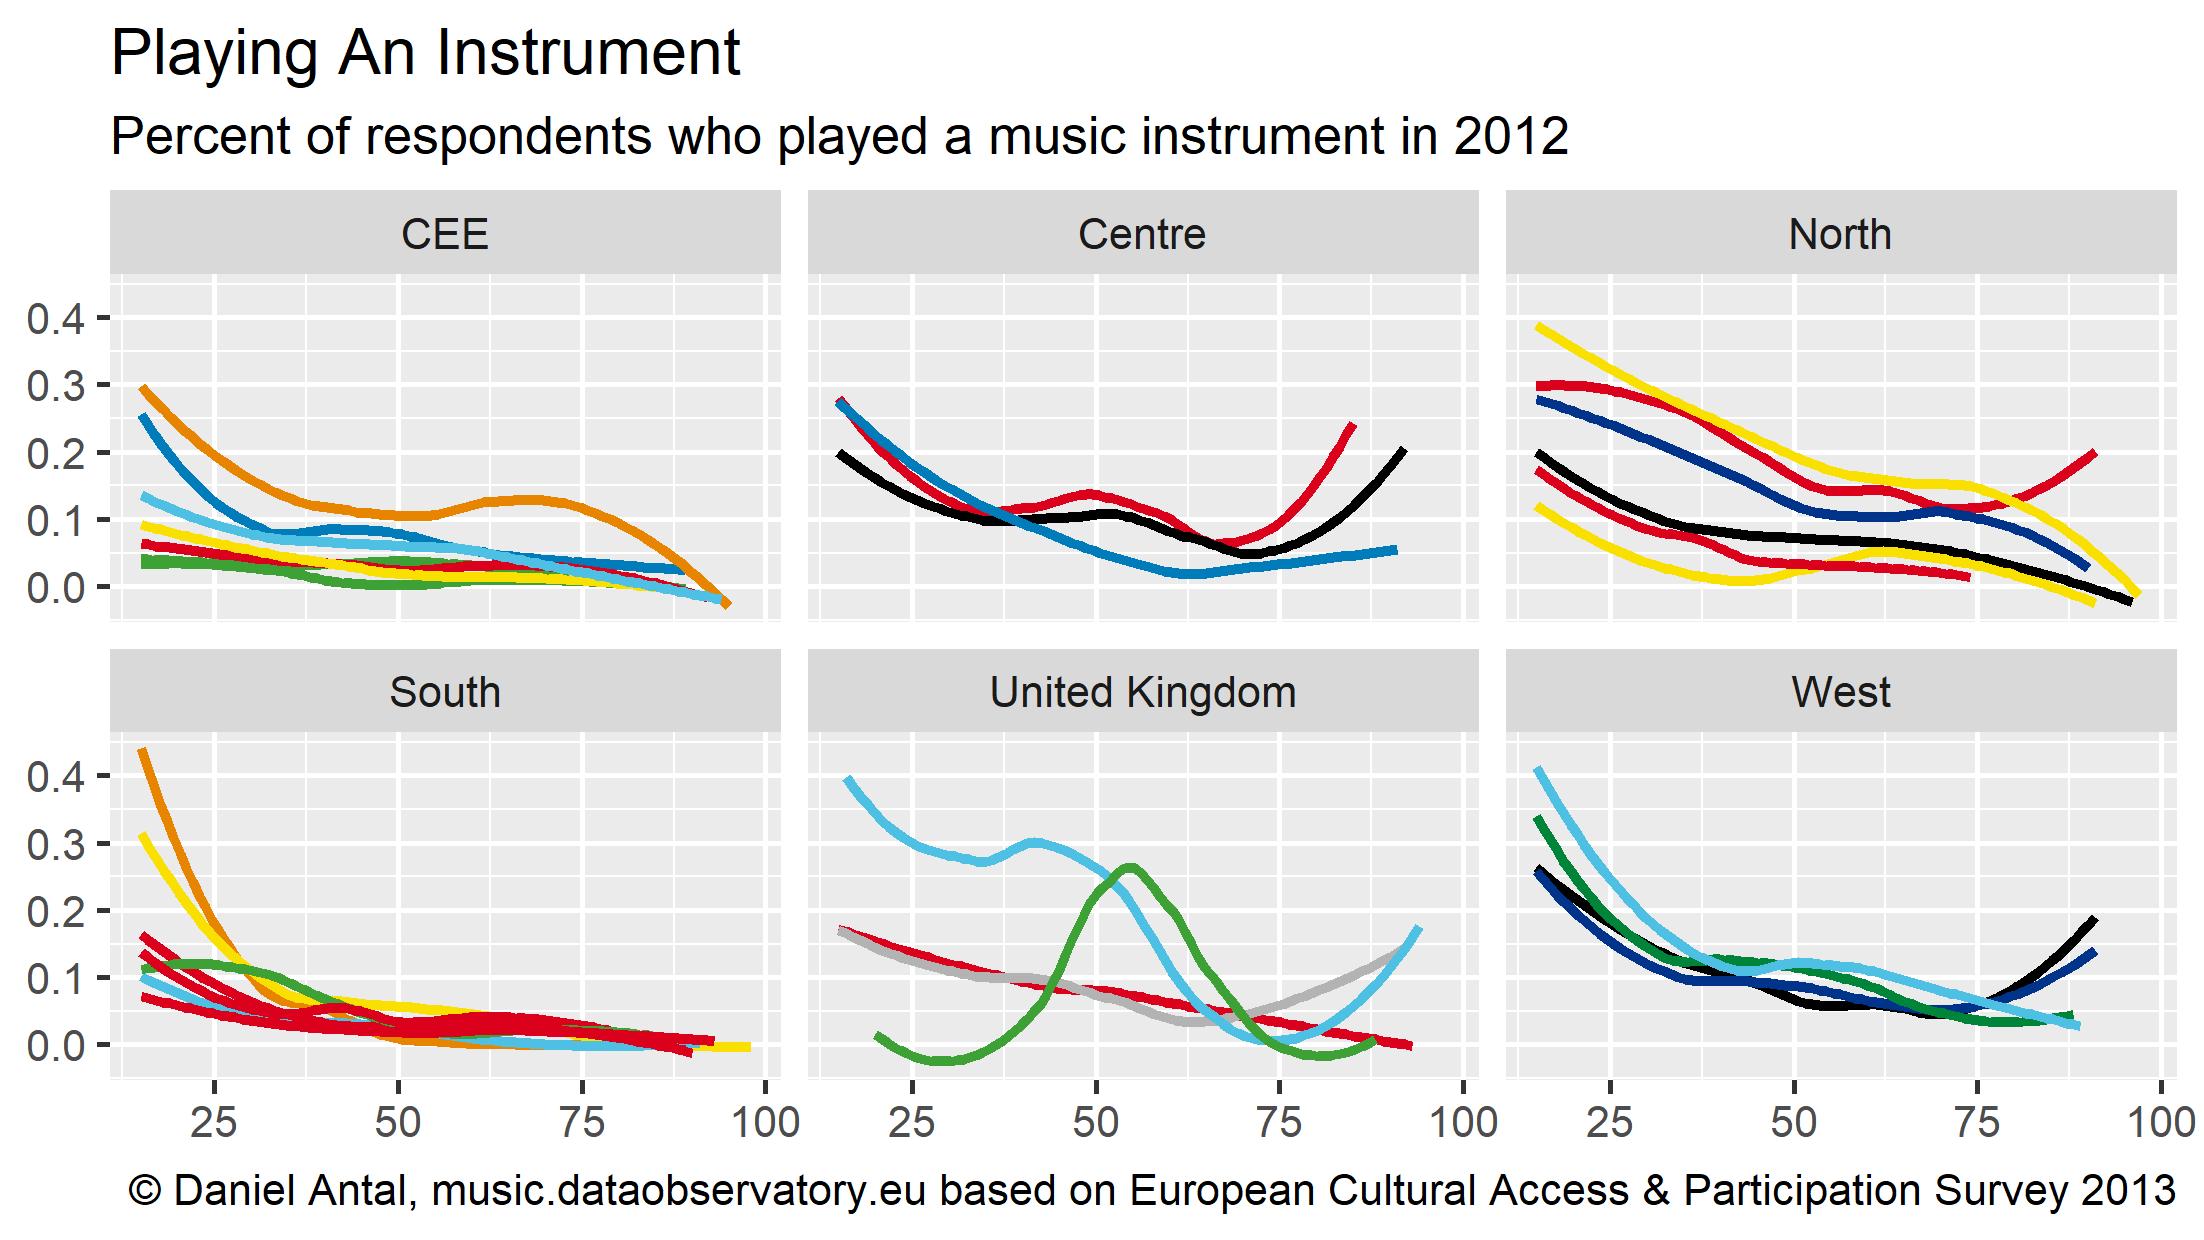 Playing An Instrument
Percent of respondents who played a music instrument in 2012
CEE
Centre
North
0.4
0.3
0.2
0.1
0.0
South
United Kingdom
West
0.4
0.3
0.2
0.1
0.0
25 50 75 100 25 50 75 100 25 50 75 100
© Daniel Antal, music.dataobservatory.eu based on European Cultural Access & Participation Survey 2013